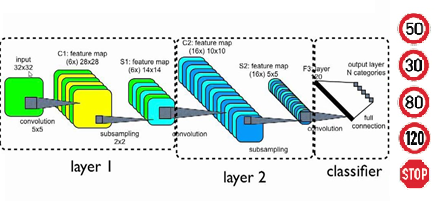 input
32x32
C1: feature map
(6x) 28x28
S1: feature map
(6x) 14x14
C2: feature map
(16x) 10x10
S2: feature map
(16x) 5x5
F3: layer
output layer
N categories
convolution
5x5
subsampling
2x2
convolution
subsampling
convolution
full
connection
layer 1
layer 2
classifier
50
30
80
120
STOP